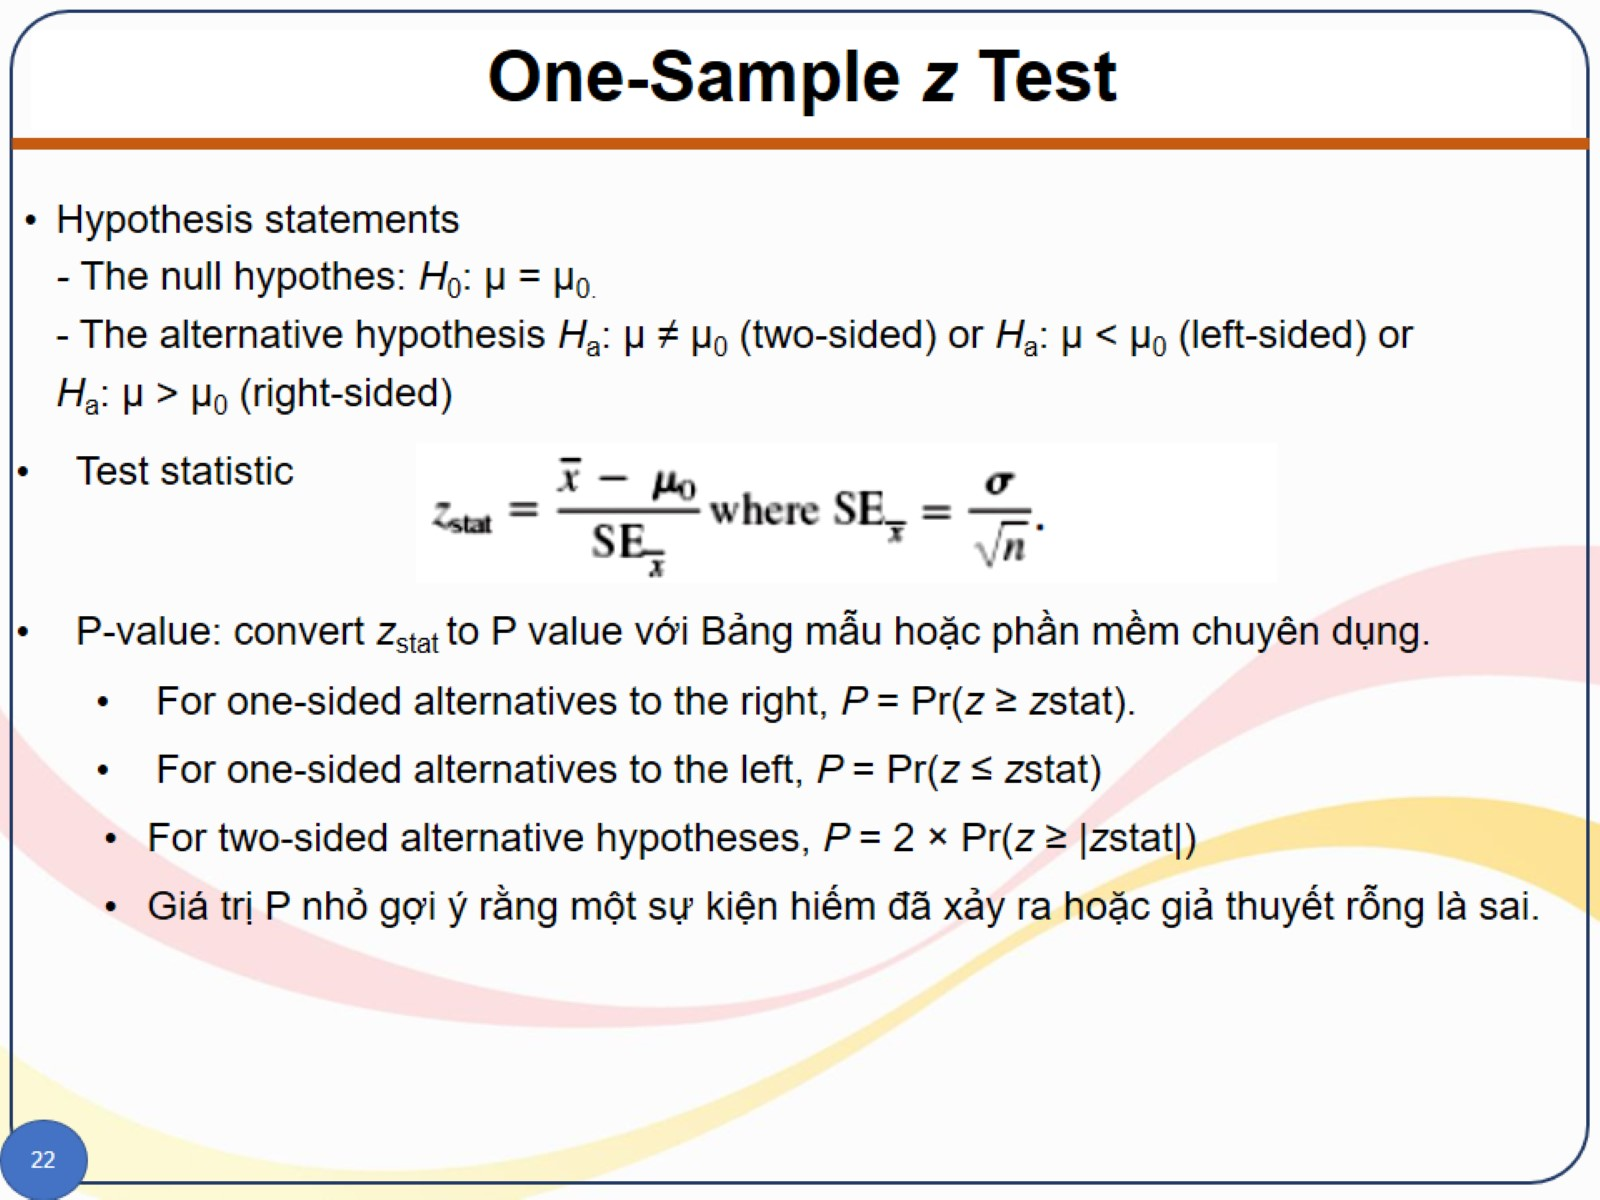 One-Sample z Test
• Hypothesis statements
- The null hypothes: H₀: μ = μ₀.
- The alternative hypothesis Hₐ: μ ≠ μ₀ (two-sided) or Hₐ: μ < μ₀ (left-sided) or
Hₐ: μ > μ₀ (right-sided)
• Test statistic
z_stat = (x̄ − μ₀) / SE_x̄ where SE_x̄ = σ / √n.
• P-value: convert z_stat to P value với Bảng mẫu hoặc phần mềm chuyên dụng.
• For one-sided alternatives to the right, P = Pr(z ≥ zstat).
• For one-sided alternatives to the left, P = Pr(z ≤ zstat)
• For two-sided alternative hypotheses, P = 2 × Pr(z ≥ |zstat|)
• Giá trị P nhỏ gợi ý rằng một sự kiện hiếm đã xảy ra hoặc giả thuyết rỗng là sai.
22